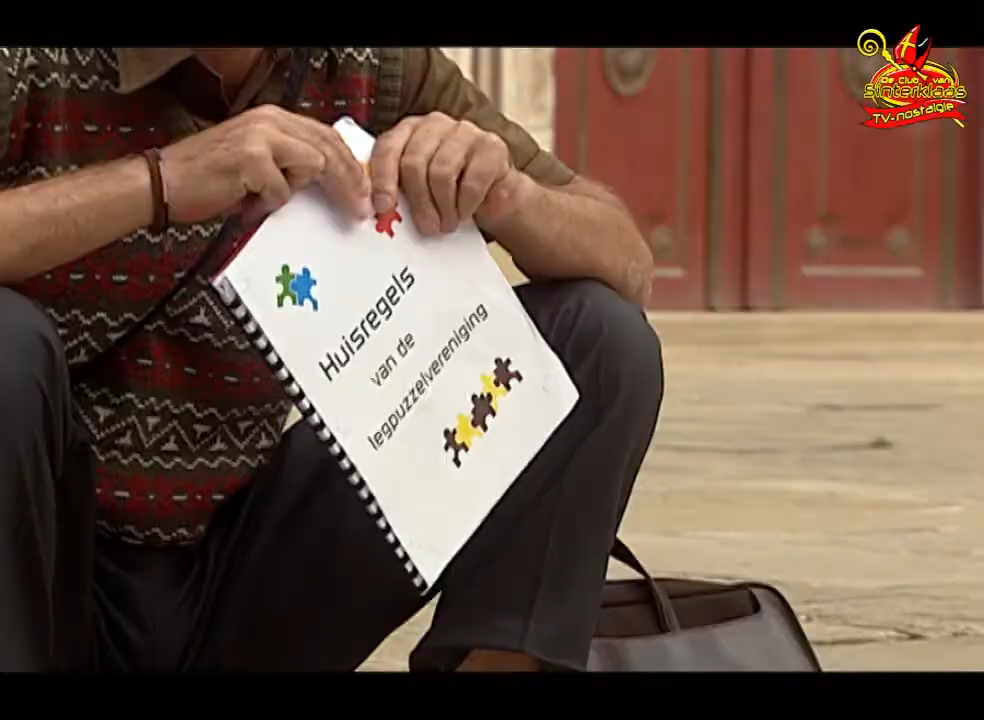 De Club van
Sinterklaas
TV-nostalgie
Huisregels
van de
legpuzzelvereniging